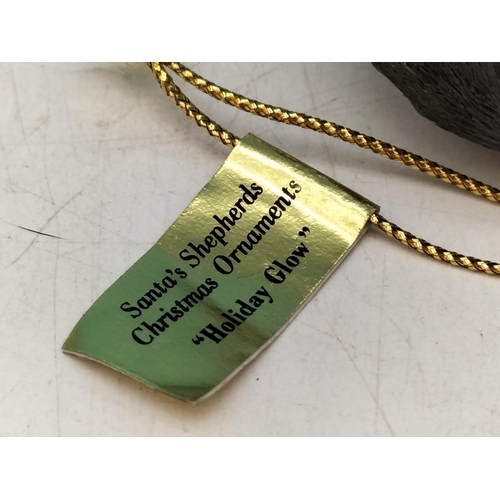 Santa's Shepherds
Christmas Ornaments
"Holiday Glow"